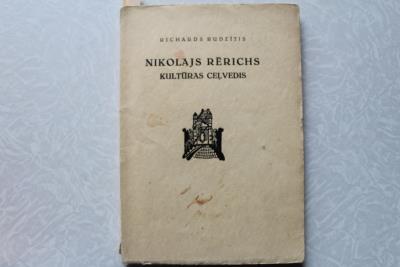 RICHARDS RUDZĪTIS
NIKOLAJS RĒRICHS
KULTŪRAS CEĻVEDIS